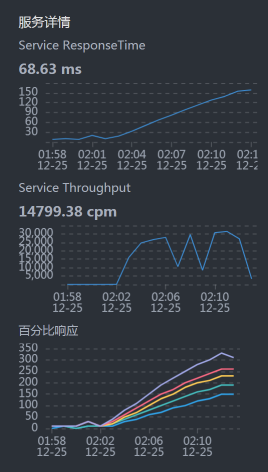 服务详情
Service ResponseTime
68.63 ms
150
120
90
60
30
01:58 02:01 02:04 02:07 02:10 02:1
12-25 12-25 12-25 12-25 12-25 12-2
Service Throughput
14799.38 cpm
30,000
25,000
20,000
15,000
10,000
5,000
01:58 02:02 02:06 02:10
12-25 12-25 12-25 12-25
百分比响应
350
300
250
200
150
100
50
0
01:58 02:02 02:06 02:10
12-25 12-25 12-25 12-25